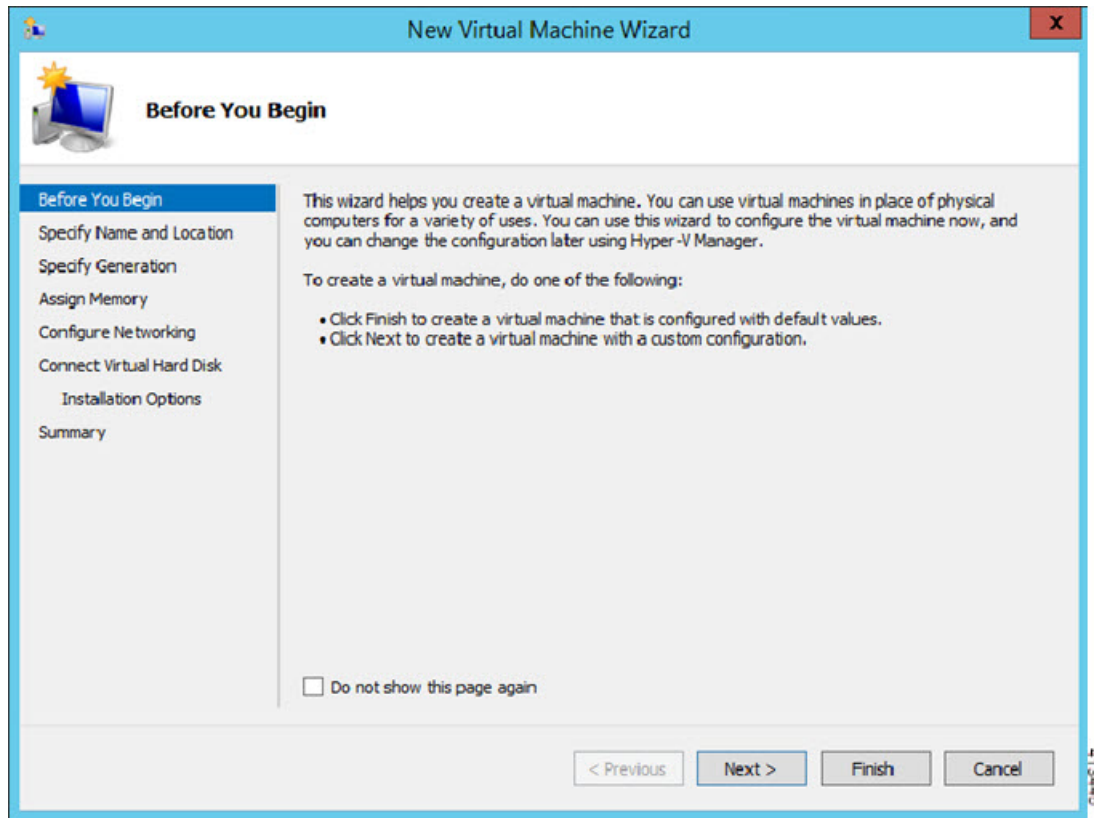 New Virtual Machine Wizard
X
Before You Begin
Before You Begin
Specify Name and Location
Specify Generation
Assign Memory
Configure Networking
Connect Virtual Hard Disk
Installation Options
Summary
This wizard helps you create a virtual machine. You can use virtual machines in place of physical
computers for a variety of uses. You can use this wizard to configure the virtual machine now, and
you can change the configuration later using Hyper-V Manager.
To create a virtual machine, do one of the following:
• Click Finish to create a virtual machine that is configured with default values.
• Click Next to create a virtual machine with a custom configuration.
Do not show this page again
< Previous
Next >
Finish
Cancel